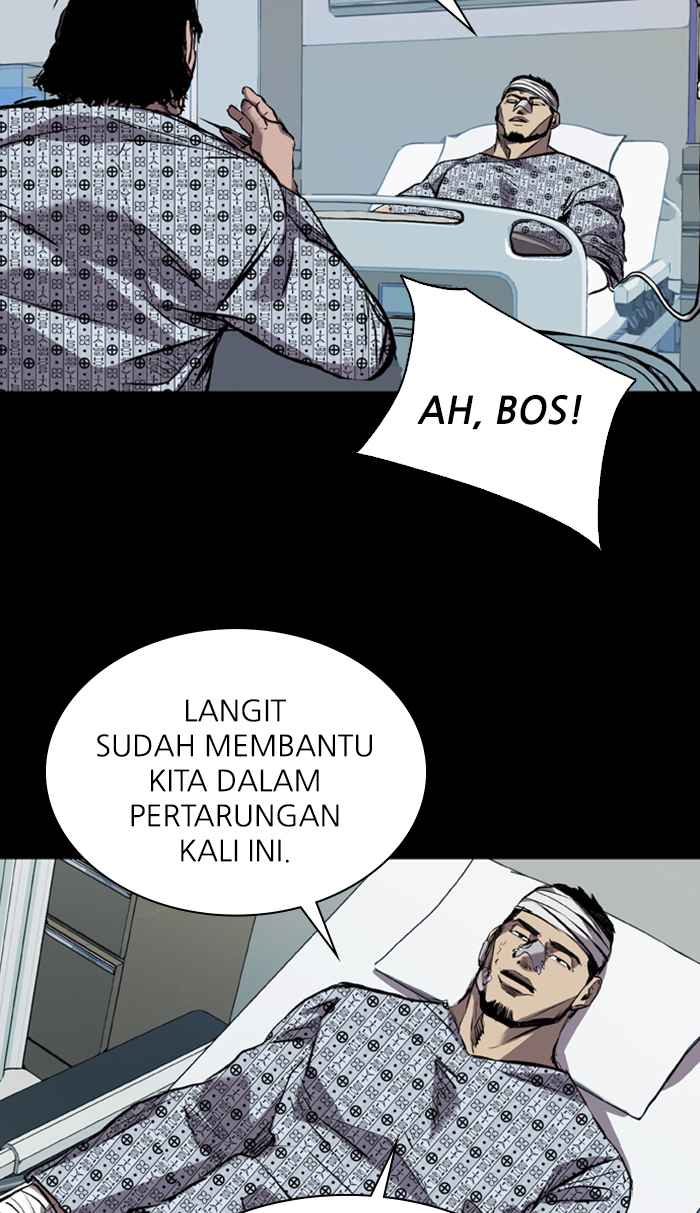 AH, BOS!
LANGIT
SUDAH MEMBANTU
KITA DALAM
PERTARUNGAN
KALI INI.